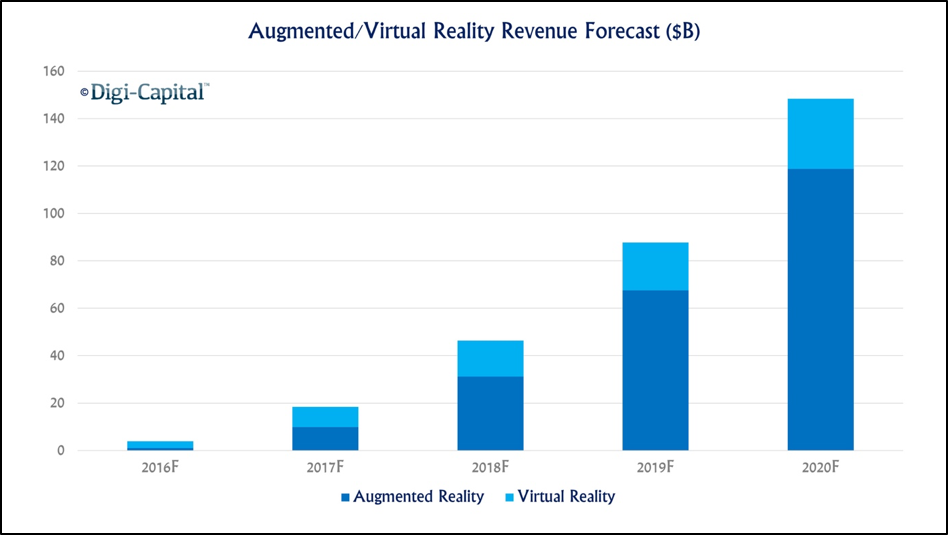 Augmented/Virtual Reality Revenue Forecast ($B)
©Digi-Capital™
160
140
120
100
80
60
40
20
0
2016F 2017F 2018F 2019F 2020F
Augmented Reality Virtual Reality